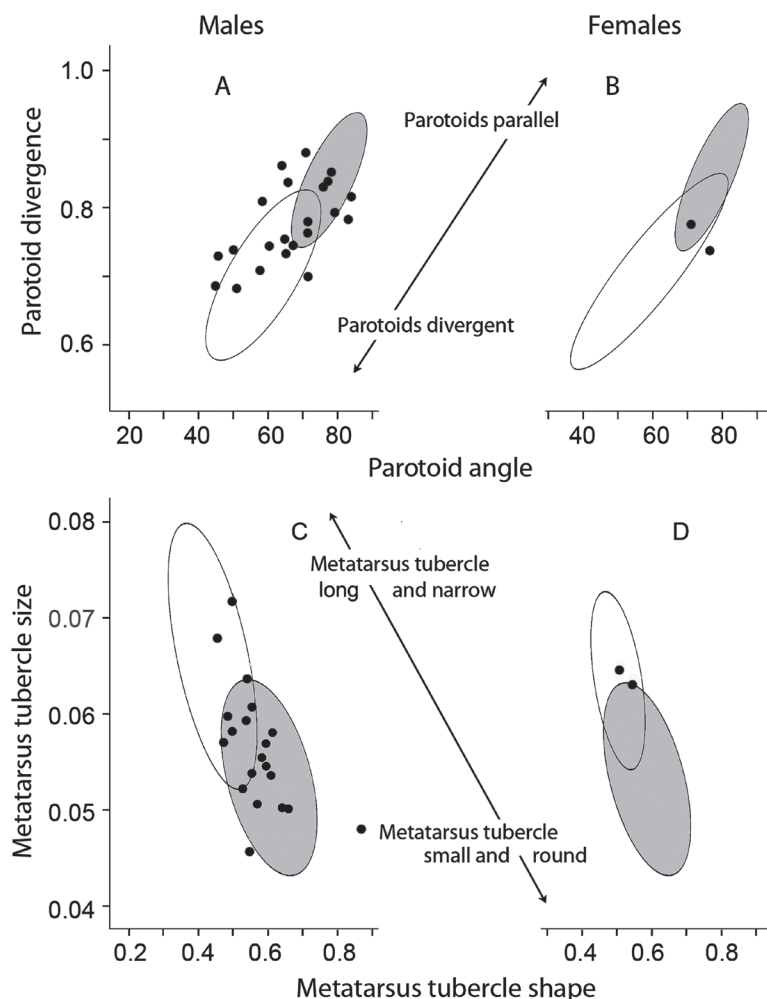 Males
Females
A
B
1.0
0.8
0.6
Parotoid divergence
Parotoids parallel
Parotoids divergent
20 40 60 80
40 60 80
Parotoid angle
C
D
0.08
0.07
0.06
0.05
0.04
Metatarsus tubercle size
Metatarsus tubercle
long and narrow
Metatarsus tubercle
small and round
0.2 0.4 0.6 0.8
0.4 0.6 0.8
Metatarsus tubercle shape